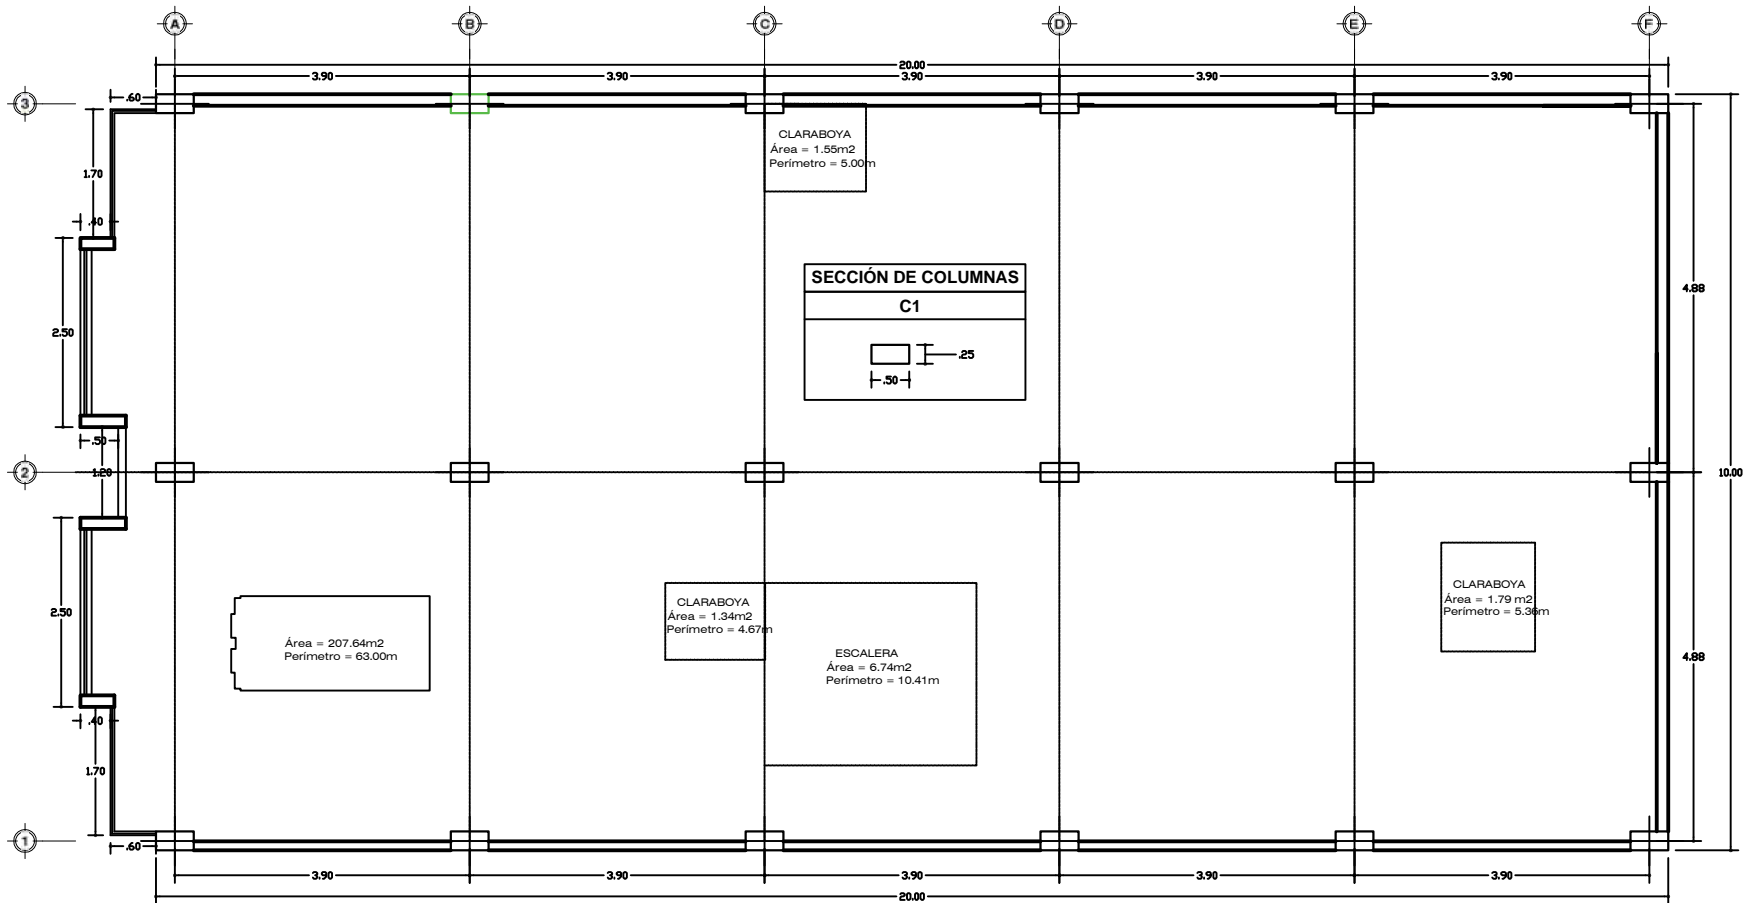 A B C D E F
20.00
3.90 3.90 3.90 3.90 3.90
3
.60
CLARABOYA
Área = 1.55m2
Perímetro = 5.00m
1.70
.40
SECCIÓN DE COLUMNAS
C1
.25
.50
4.88
2.50
.50
1.20
2
10.00
2.50
CLARABOYA
Área = 1.34m2
Perímetro = 4.67m
CLARABOYA
Área = 1.79 m2
Perímetro = 5.36m
Área = 207.64m2
Perímetro = 63.00m
ESCALERA
Área = 6.74m2
Perímetro = 10.41m
4.88
.40
1.70
1
.60
3.90 3.90 3.90 3.90 3.90
20.00